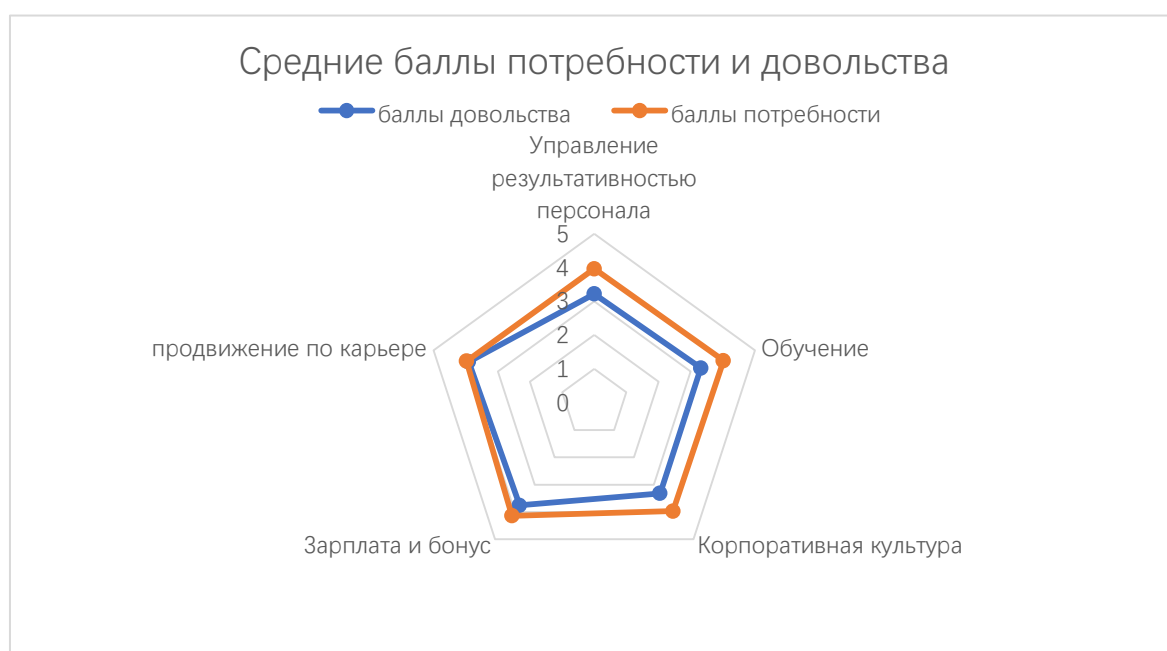 Средние баллы потребности и довольства
баллы довольства
баллы потребности
Управление
результативностью
персонала
5
4
3
2
1
0
продвижение по карьере
Обучение
Зарплата и бонус
Корпоративная культура